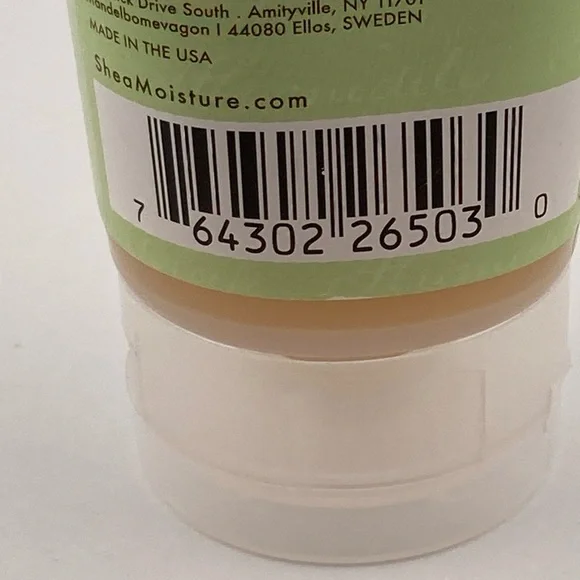 Drive South . Amityville, NY 11701
44080 Ellos, SWEDEN
MADE IN THE USA
SheaMoisture.com
7 64302 26503 0